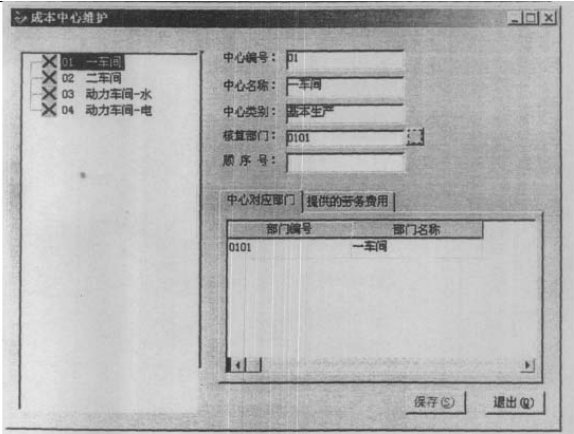 成本中心维护
01 一车间
02 二车间
03 动力车间-水
04 动力车间-电
中心编号： 01
中心名称： 一车间
中心类别： 基本生产
核算部门： 0101
顺 序 号：
中心对应部门 提供的劳务费用
部门编号 部门名称
0101 一车间
保存(S) 退出(Q)